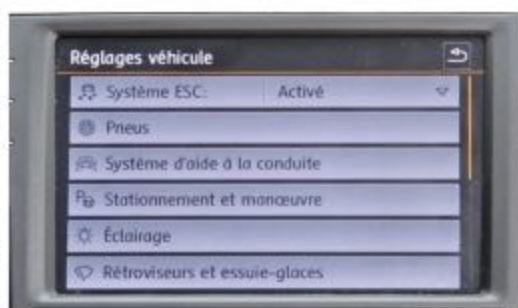 Réglages véhicule
Système ESC: Activé
Pneus
Système d'aide à la conduite
Stationnement et manœuvre
Éclairage
Rétroviseurs et essuie-glaces